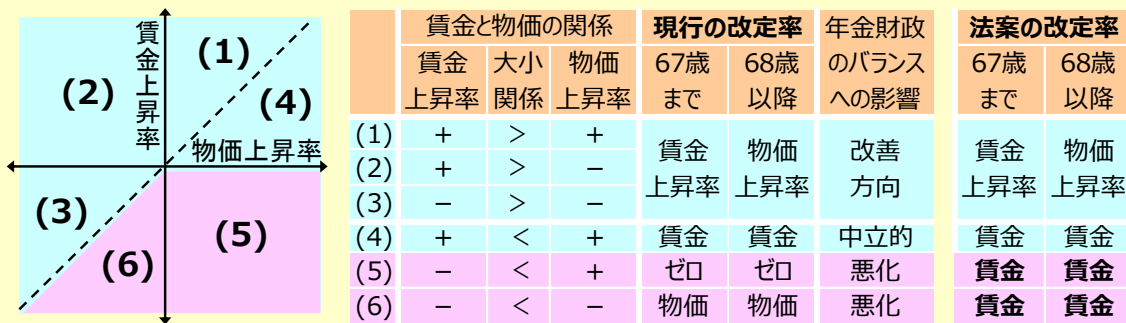 賃金上昇率
物価上昇率
(1)
(2)
(3)
(4)
(5)
(6)
賃金と物価の関係 現行の改定率 年金財政のバランスへの影響 法案の改定率
賃金上昇率 大小関係 物価上昇率 67歳まで 68歳以降 67歳まで 68歳以降
(1) + > + 賃金上昇率 物価上昇率 改善方向 賃金上昇率 物価上昇率
(2) + > −
(3) − > −
(4) + < + 賃金 賃金 中立的 賃金 賃金
(5) − < + ゼロ ゼロ 悪化 賃金 賃金
(6) − < − 物価 物価 悪化 賃金 賃金